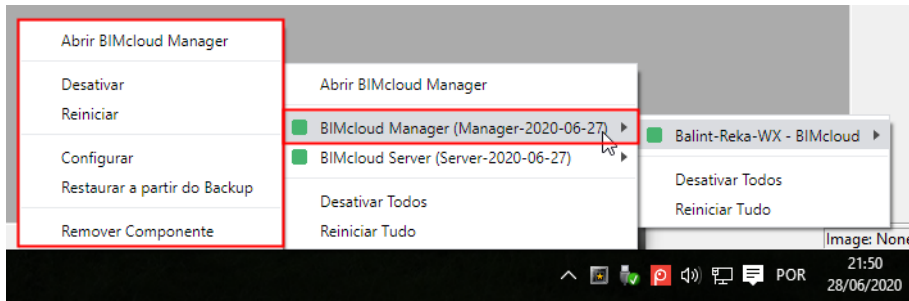 Abrir BIMcloud Manager
Desativar
Reiniciar
Configurar
Restaurar a partir do Backup
Remover Componente
Abrir BIMcloud Manager
BIMcloud Manager (Manager-2020-06-27)
BIMcloud Server (Server-2020-06-27)
Desativar Todos
Reiniciar Tudo
Balint-Reka-WX - BIMcloud
Desativar Todos
Reiniciar Tudo
Image: None
POR
21:50
28/06/2020